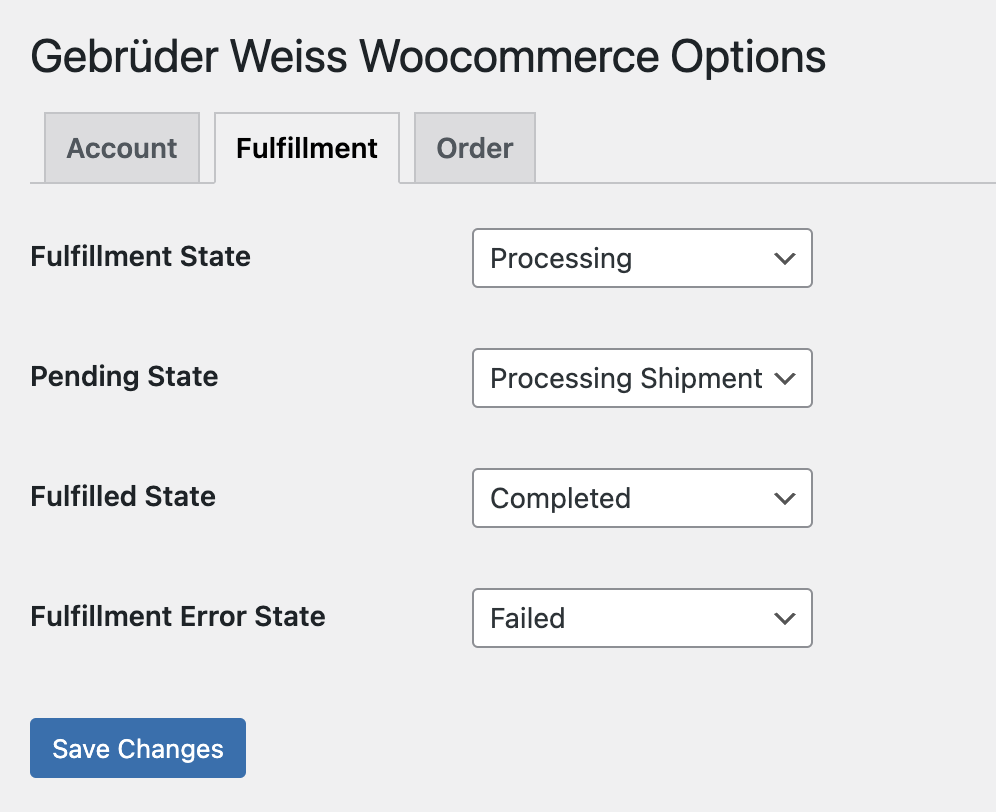 Gebrüder Weiss Woocommerce Options
Account Fulfillment Order
Fulfillment State Processing
Pending State Processing Shipment
Fulfilled State Completed
Fulfillment Error State Failed
Save Changes